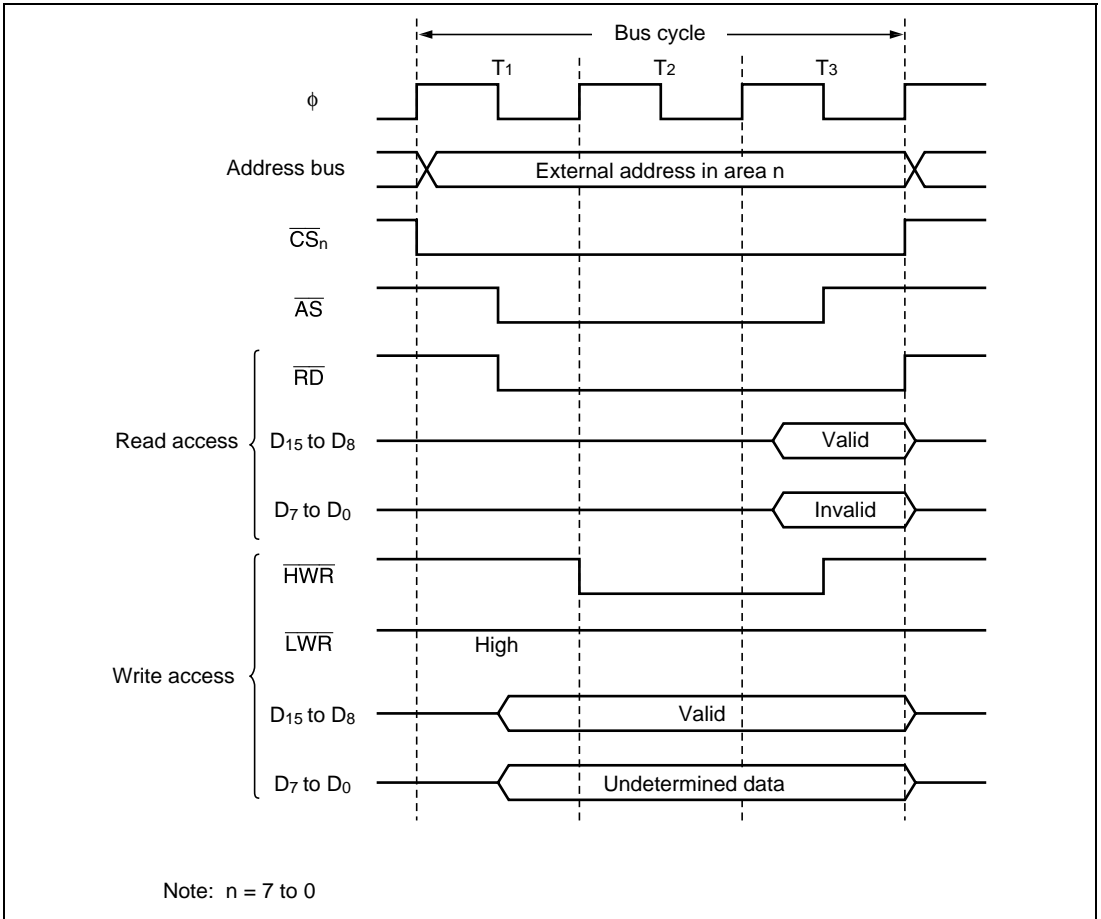 Bus cycle
T1 T2 T3
ϕ
Address bus External address in area n
CSn
AS
RD
Read access D15 to D8 Valid
D7 to D0 Invalid
HWR
LWR High
Write access
D15 to D8 Valid
D7 to D0 Undetermined data
Note: n = 7 to 0